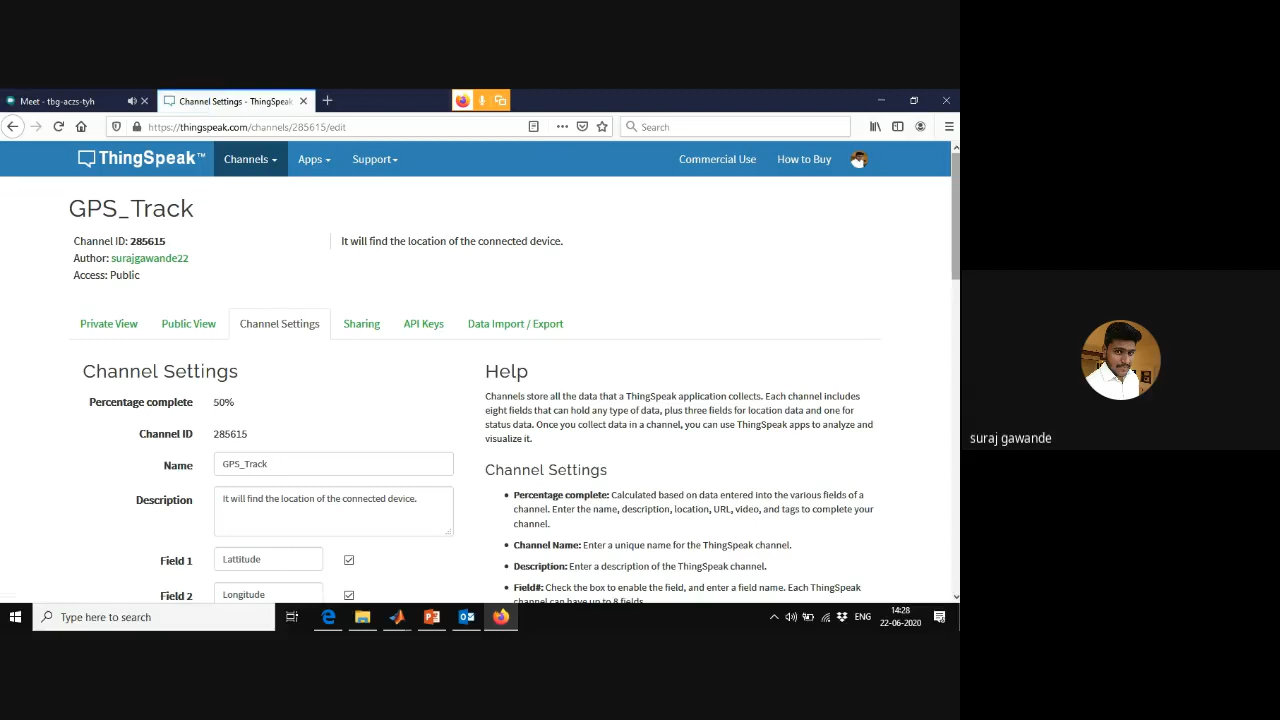 Meet - tbg-aczs-tyh
Channel Settings - ThingSpeak
https://thingspeak.com/channels/285615/edit
Search
ThingSpeak™
Channels
Apps
Support
Commercial Use
How to Buy
GPS_Track
Channel ID: 285615
Author: surajgawande22
Access: Public
It will find the location of the connected device.
Private View
Public View
Channel Settings
Sharing
API Keys
Data Import / Export
Channel Settings
Percentage complete 50%
Channel ID 285615
Name GPS_Track
Description It will find the location of the connected device.
Field 1 Lattitude
Field 2 Longitude
Help
Channels store all the data that a ThingSpeak application collects. Each channel includes
eight fields that can hold any type of data, plus three fields for location data and one for
status data. Once you collect data in a channel, you can use ThingSpeak apps to analyze and
visualize it.
Channel Settings
• Percentage complete: Calculated based on data entered into the various fields of a
channel. Enter the name, description, location, URL, video, and tags to complete your
channel.
• Channel Name: Enter a unique name for the ThingSpeak channel.
• Description: Enter a description of the ThingSpeak channel.
• Field#: Check the box to enable the field, and enter a field name. Each ThingSpeak
channel can have up to 8 fields.
suraj gawande
Type here to search
ENG
14:28
22-06-2020